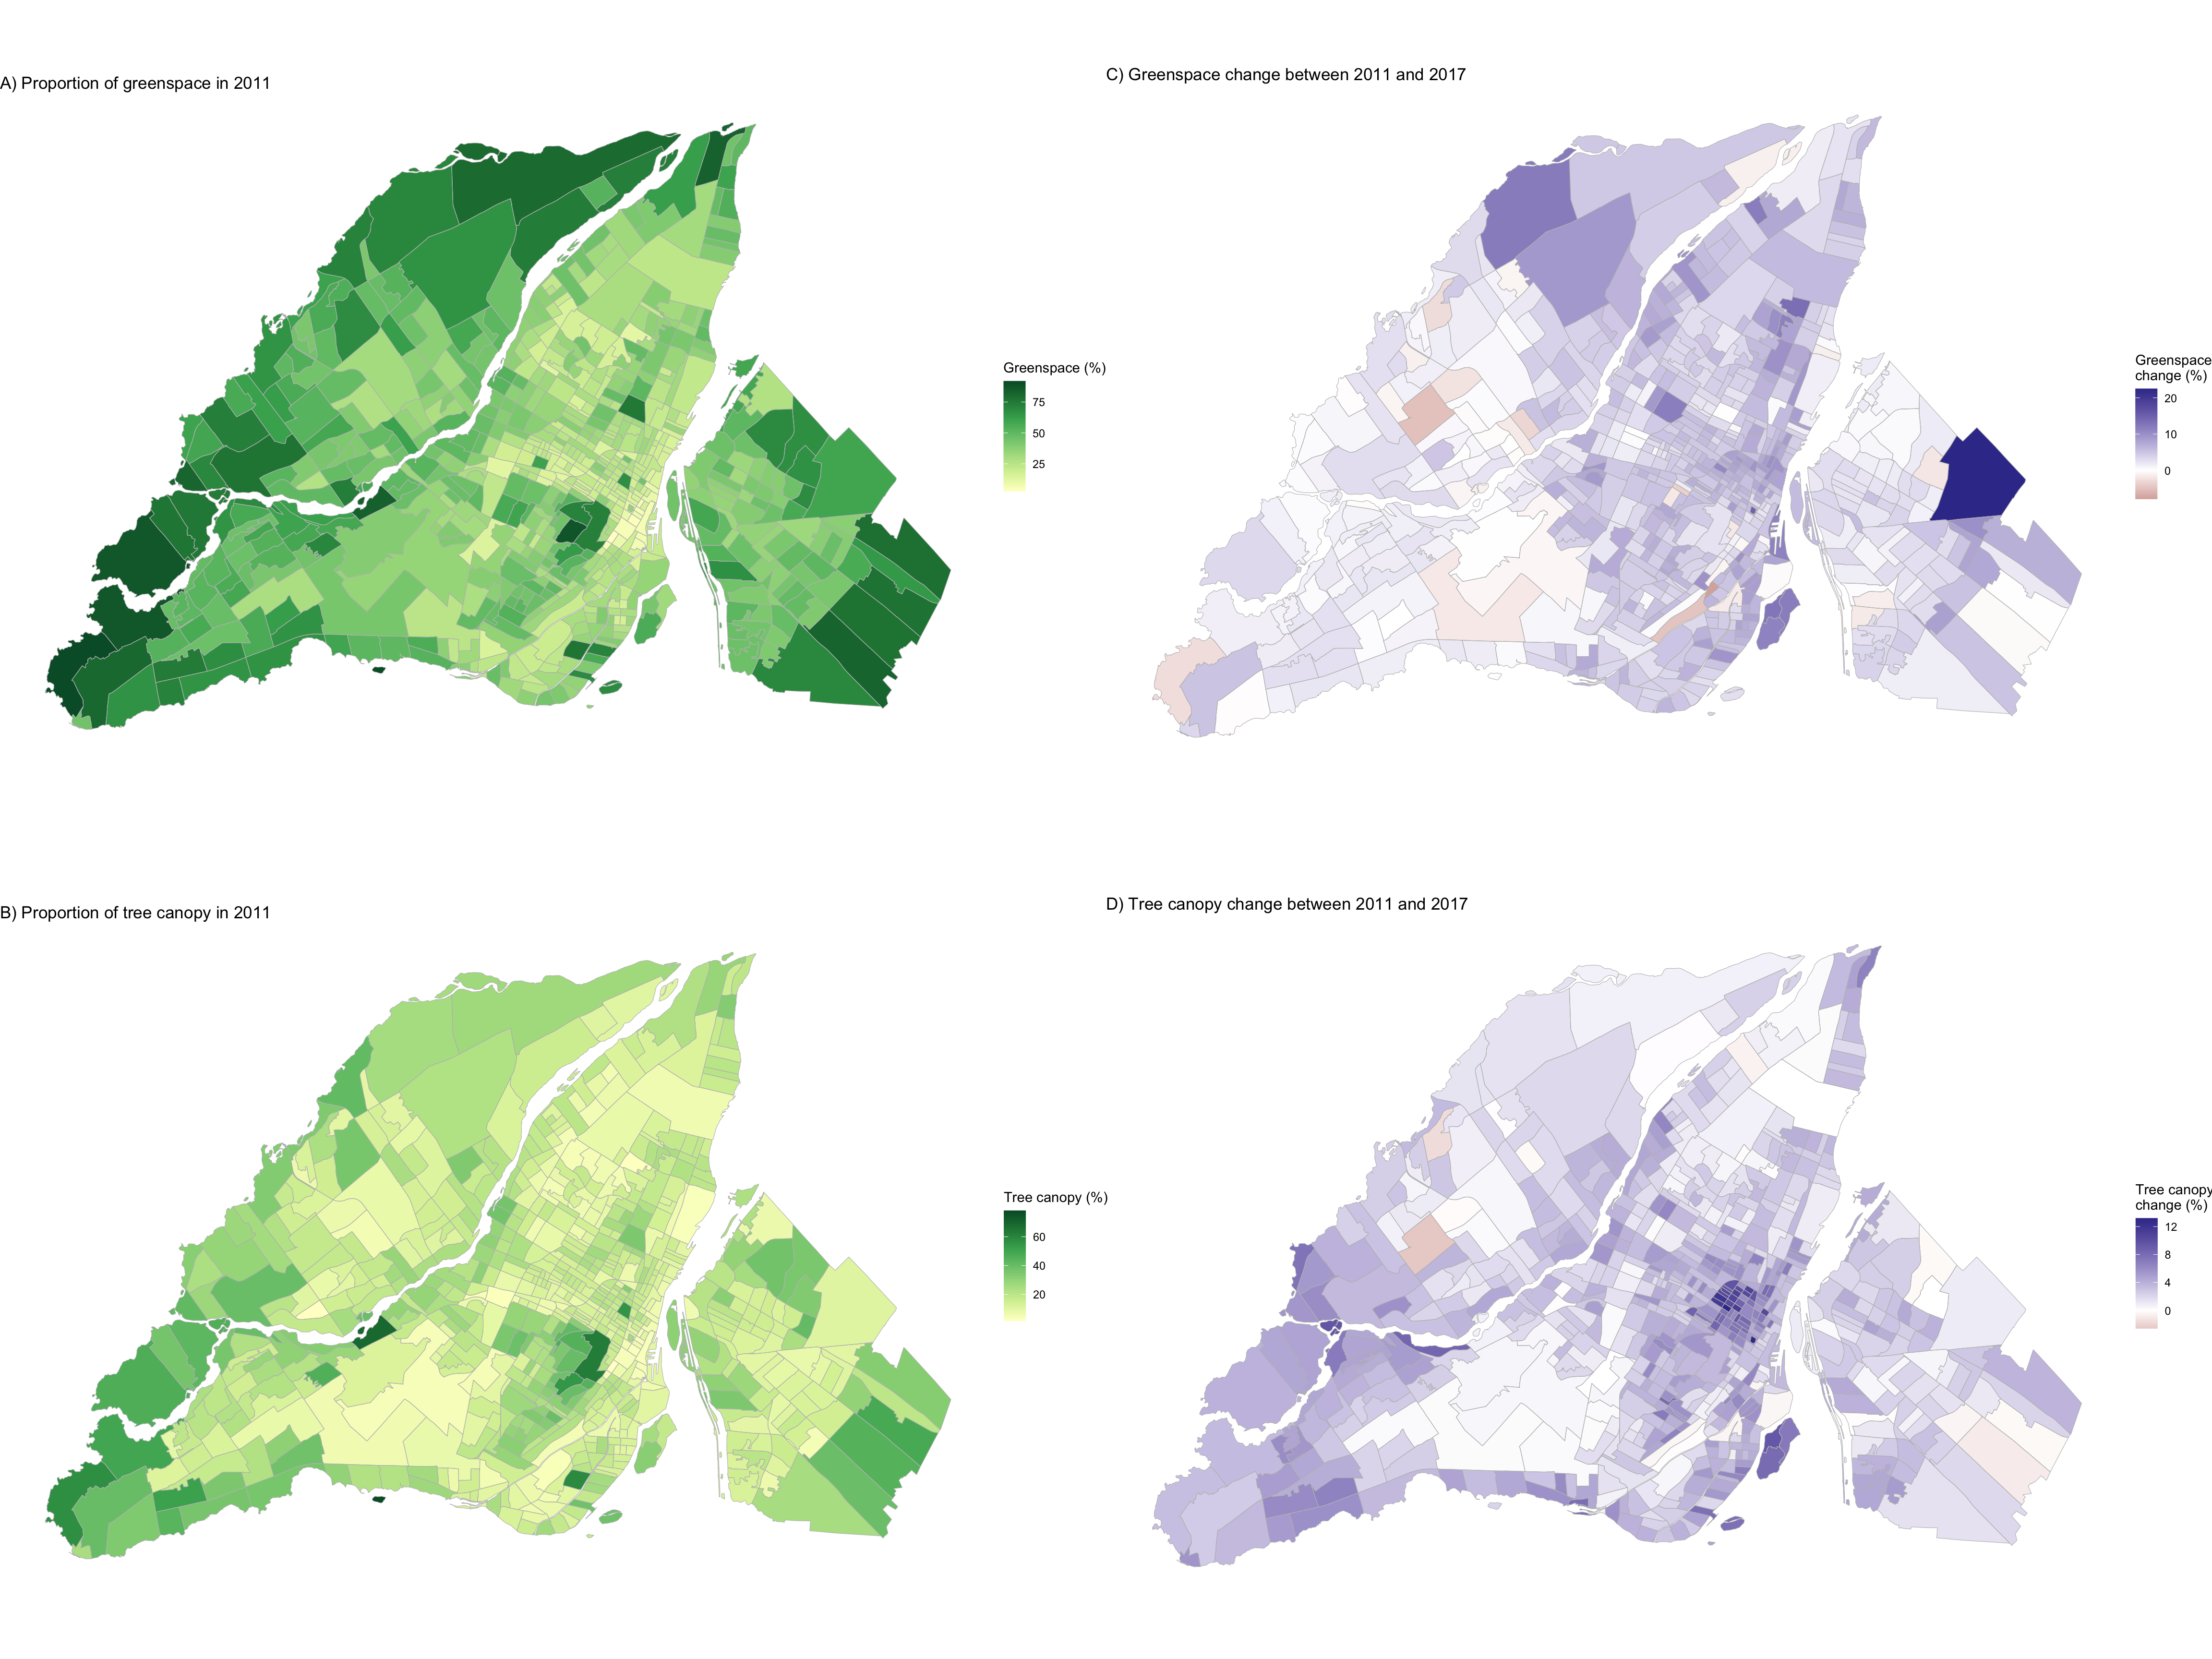 A) Proportion of greenspace in 2011
Greenspace (%)
75
50
25
C) Greenspace change between 2011 and 2017
Greenspace
change (%)
20
10
0
B) Proportion of tree canopy in 2011
Tree canopy (%)
60
40
20
D) Tree canopy change between 2011 and 2017
Tree canopy
change (%)
12
8
4
0